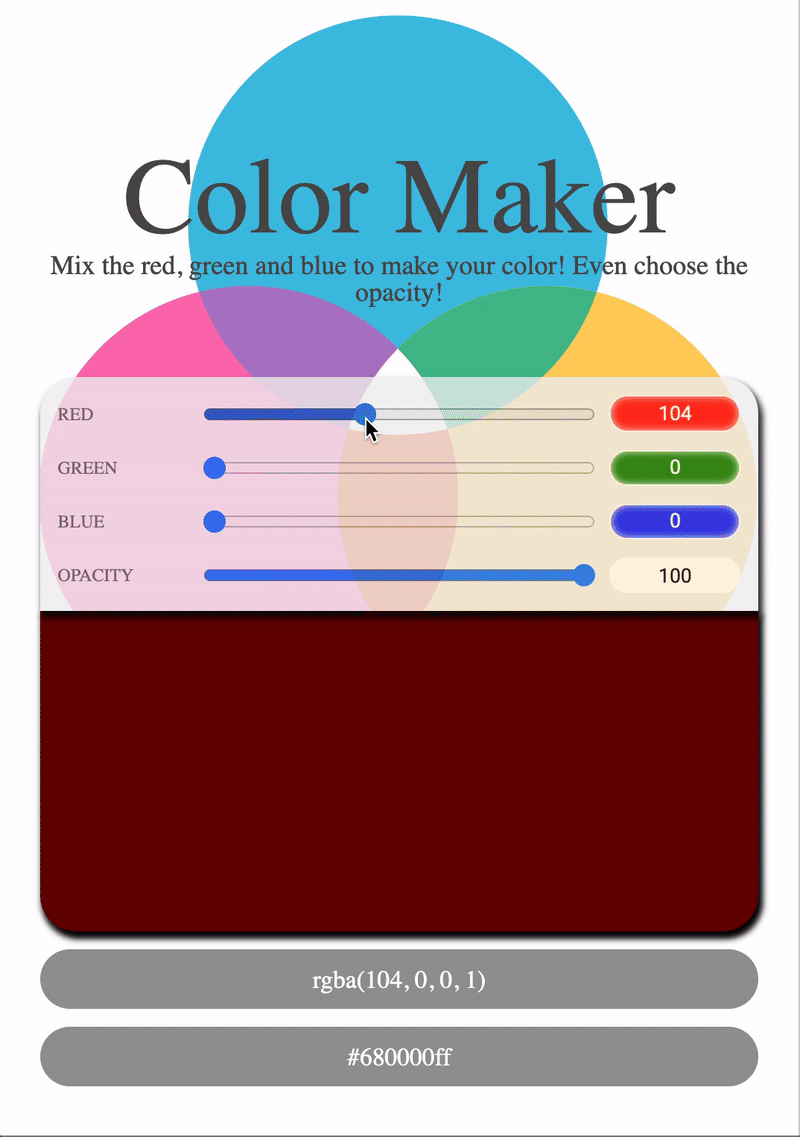 Color Maker
Mix the red, green and blue to make your color! Even choose the
opacity!
RED 104
GREEN 0
BLUE 0
OPACITY 100
rgba(104, 0, 0, 1)
#680000ff